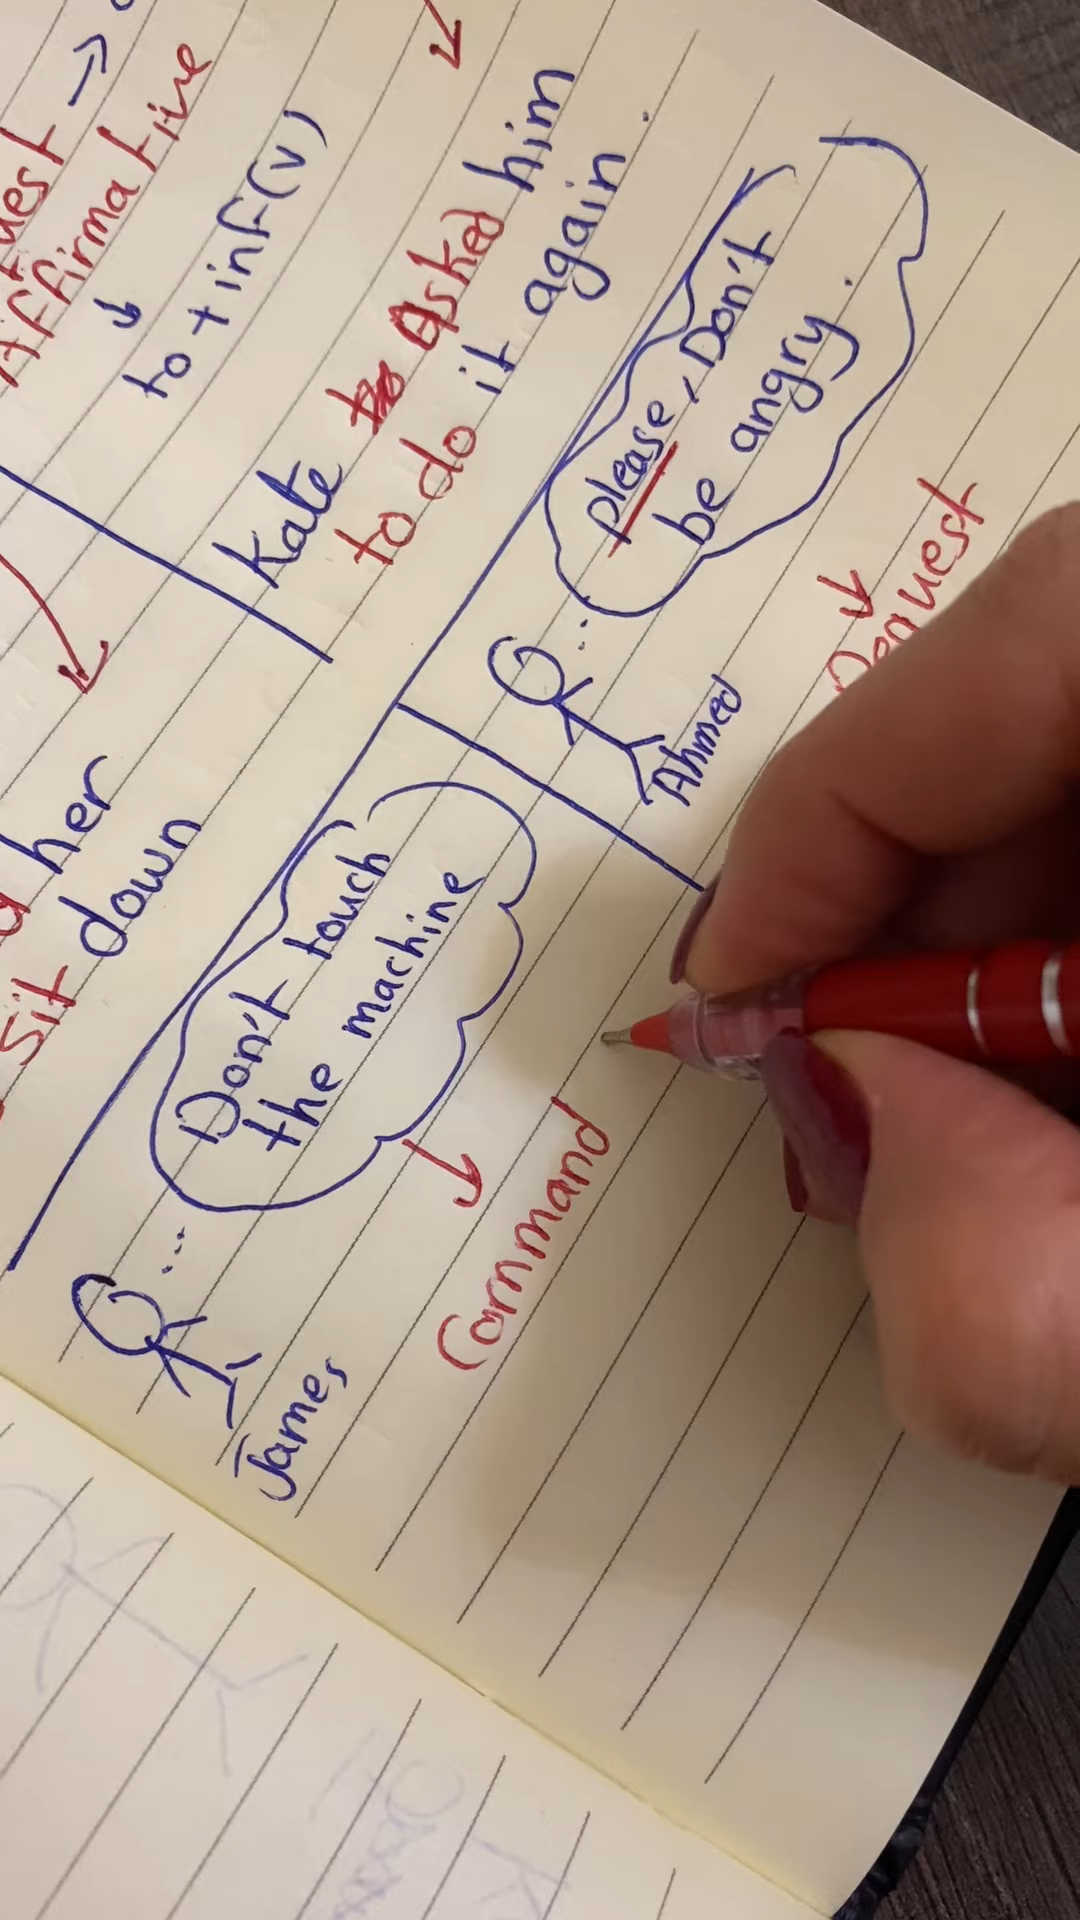 →
Affirmative
↓
to + inf(v)
her
Sit down
Kate Asked him
to do it again.
Don't touch
the machine
...
James
↓
Command
please, Don't
be angry.
...
Ahmed
↓